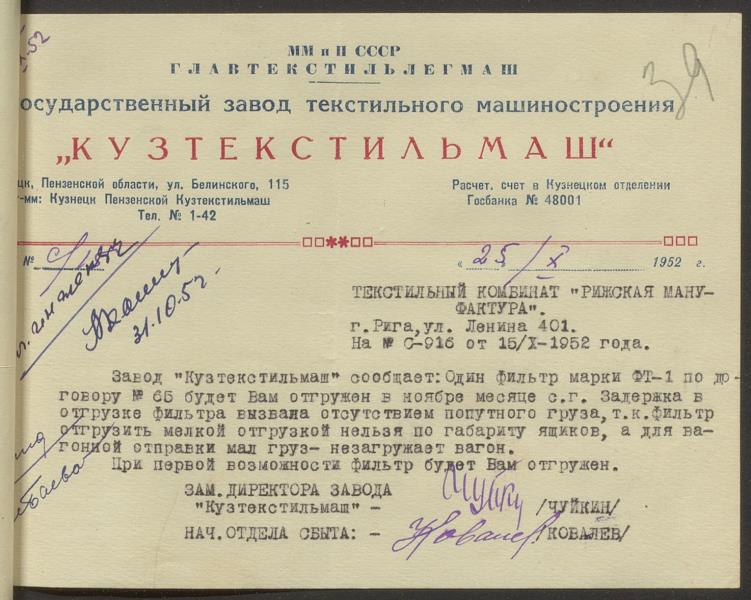 X-52
39
ММ и П СССР
ГЛАВТЕКСТИЛЬЛЕГМАШ
осударственный завод текстильного машиностроения
„КУЗТЕКСТИЛЬМАШ“
цк, Пензенской области, ул. Белинского, 115
Расчет. счет в Кузнецком отделении
г-мм: Кузнецк Пензенской Кузтекстильмаш
Госбанка № 48001
Тел. № 1-42
№
« 25 / X 1952 г.
31.10.52
ТЕКСТИЛЬНЫЙ КОМБИНАТ "РИЖСКАЯ МАНУ-
ФАКТУРА".
г.Рига,ул. Ленина 401.
На № С-916 от 15/X-1952 года.
Завод "Кузтекстильмаш" сообщает: Один фильтр марки ФТ-1 по до-
говору № 65 будет Вам отгружен в ноябре месяце с.г. Задержка в
отгрузке фильтра вызвана отсутствием попутного груза, т.к.фильтр
отгрузить мелкой отгрузкой нельзя по габариту ящиков, а для ва-
гонной отправки мал груз- незагружает вагон.
При первой возможности фильтр будет Вам отгружен.
ЗАМ.ДИРЕКТОРА ЗАВОДА
"Кузтекстильмаш" - /ЧУЙКИН/
НАЧ.ОТДЕЛА СБЫТА: - /КОВАЛЕВ/